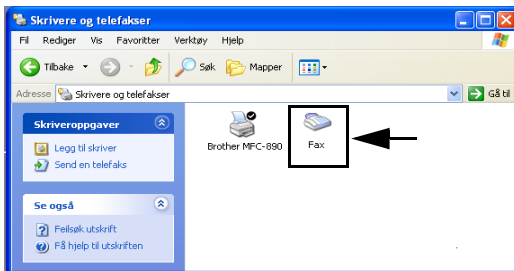 Skrivere og telefakser
Fil Rediger Vis Favoritter Verktøy Hjelp
Tilbake Søk Mapper
Adresse Skrivere og telefakser Gå til
Skriveroppgaver
Legg til skriver
Send en telefaks
Se også
Feilsøk utskrift
Få hjelp til utskriften
Brother MFC-890
Fax